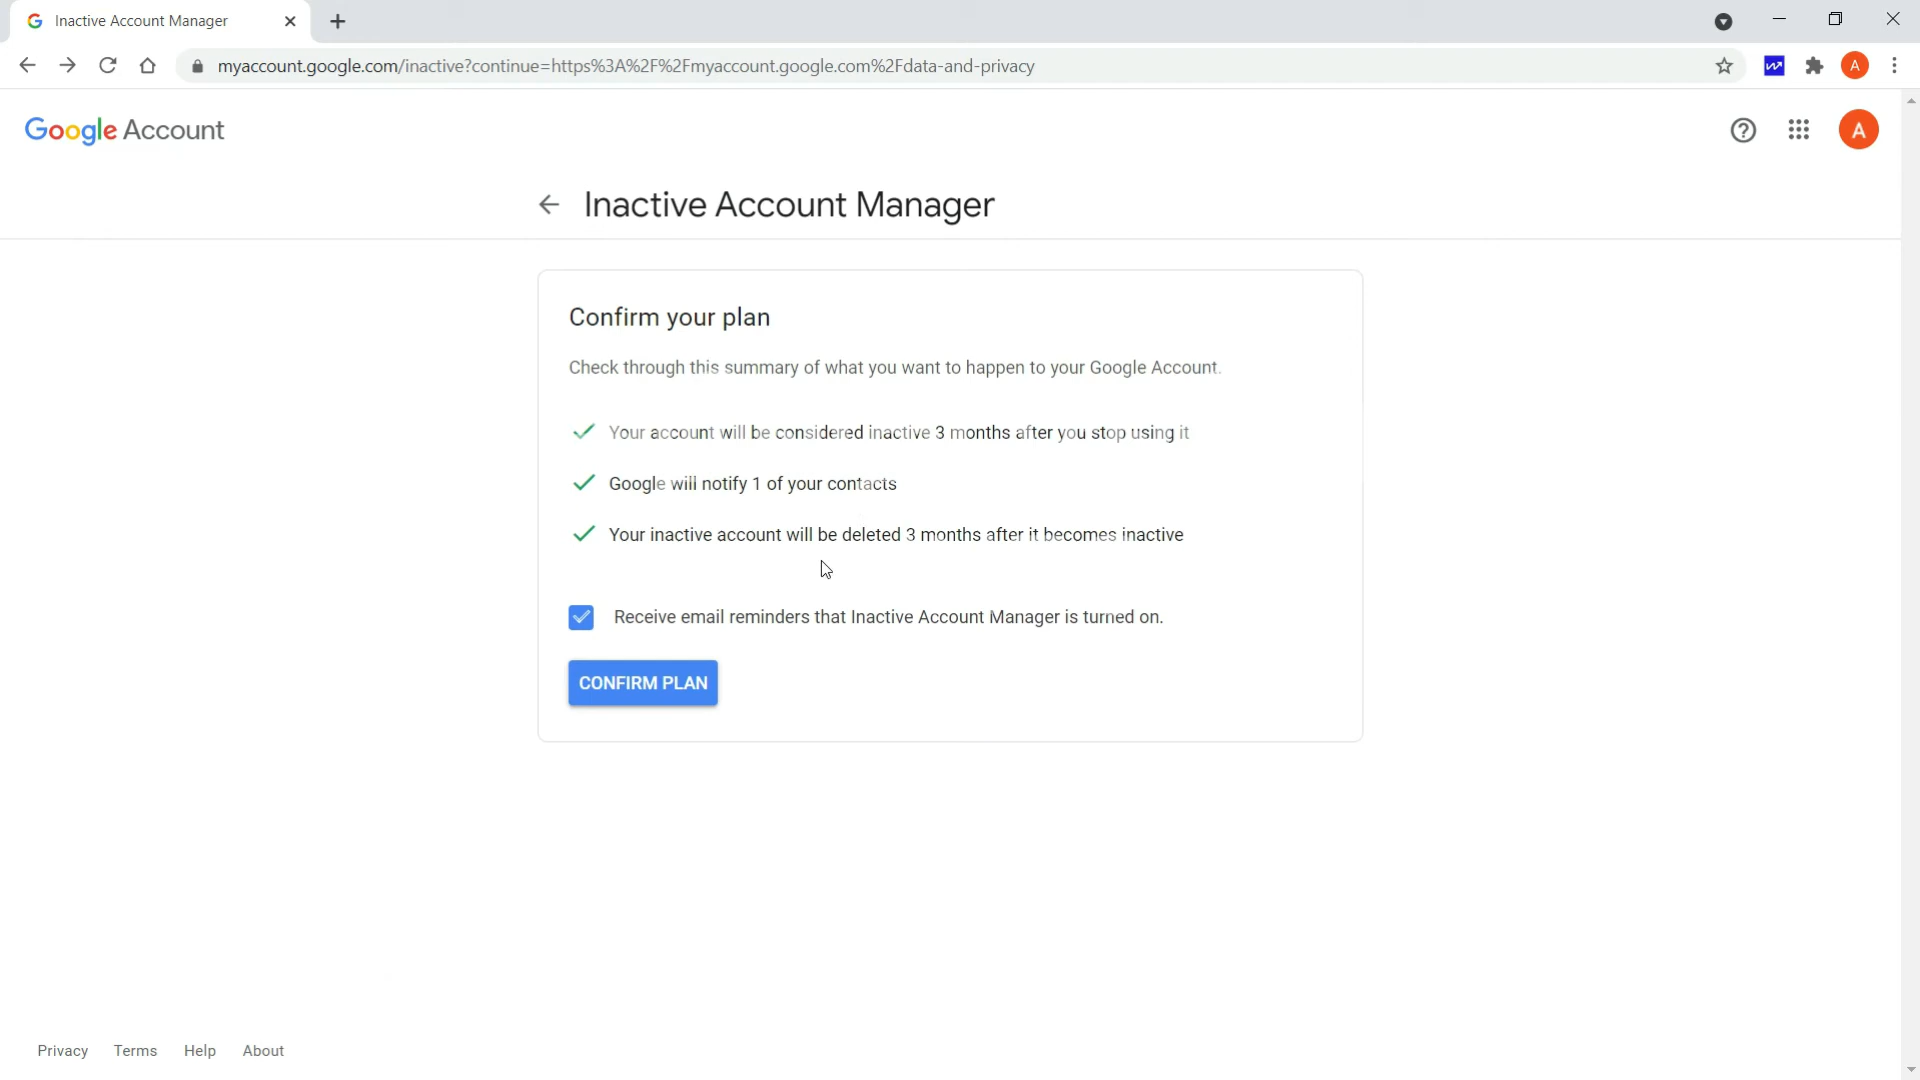 Inactive Account Manager
myaccount.google.com/inactive?continue=https%3A%2F%2Fmyaccount.google.com%2Fdata-and-privacy
A
Google Account
A
Inactive Account Manager
Confirm your plan
Check through this summary of what you want to happen to your Google Account.
Your account will be considered inactive 3 months after you stop using it
Google will notify 1 of your contacts
Your inactive account will be deleted 3 months after it becomes inactive
Receive email reminders that Inactive Account Manager is turned on.
CONFIRM PLAN
Privacy Terms Help About